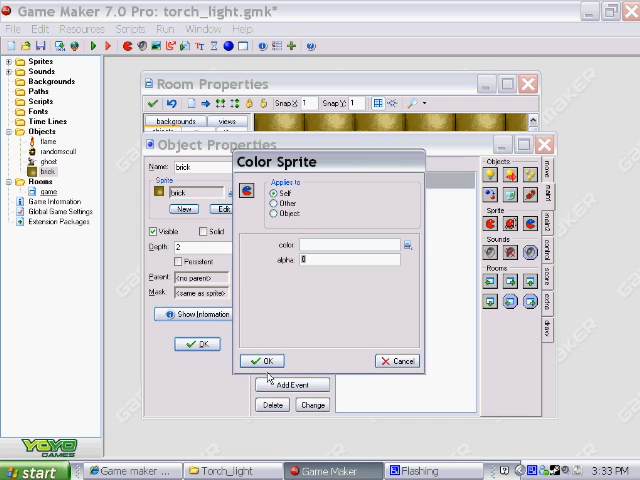 Game Maker 7.0 Pro: torch_light.gmk*
File Edit Resources Scripts Run Window Help
Sprites
Sounds
Backgrounds
Paths
Scripts
Fonts
Time Lines
Objects
flame
randomscull
ghost
brick
Rooms
game
Game Information
Global Game Settings
Extension Packages
Room Properties
Snap X: 1 Snap Y: 1
backgrounds views
Object Properties
Name: brick
Sprite
brick
New Edit
Visible Solid
Depth: 2
Persistent
Parent: <no parent>
Mask: <same as sprite>
Show Information
OK
Color Sprite
Applies to
Self
Other
Object
color:
alpha: 0
OK Cancel
Add Event
Delete Change
Objects
Sprite
Sounds
Rooms
move
main1
main2
control
score
extra
draw
YOYO
GAMES
start
Game maker ...
Torch_light
Game Maker
Flashing
3:33 PM